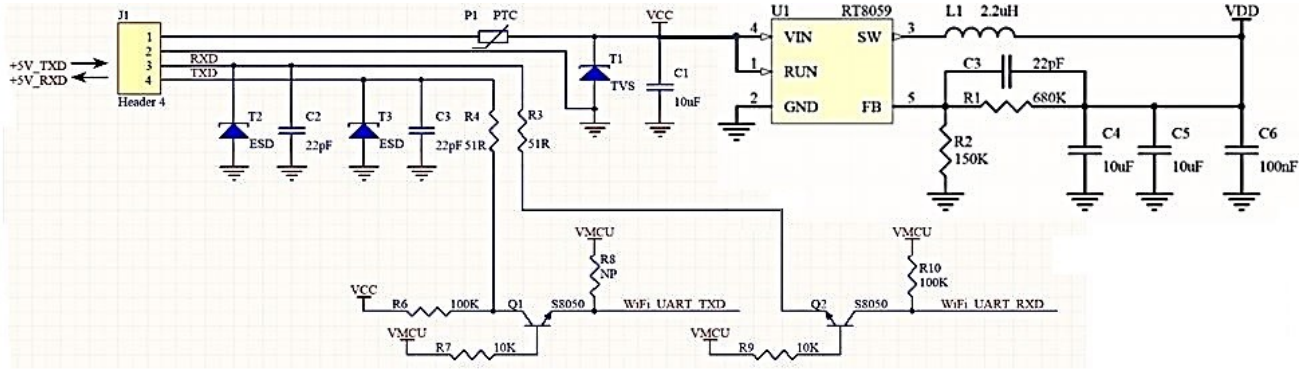 J1
1
2
3
4
Header 4
+5V_TXD
+5V_RXD
RXD
TXD
P1 PTC
VCC
T1
TVS
C1
10uF
T2
ESD
C2
22pF
T3
ESD
C3
22pF
R4
51R
R3
51R
U1 RT8059
4 VIN SW 3
1 RUN
2 GND FB 5
L1 2.2uH
VDD
C3 22pF
R1 680K
R2
150K
C4
10uF
C5
10uF
C6
100nF
VCC
R6 100K
VMCU
R7 10K
Q1 S8050
VMCU
R8
NP
WiFi_UART_TXD
VMCU
R9 10K
Q2 S8050
VMCU
R10
100K
WiFi_UART_RXD